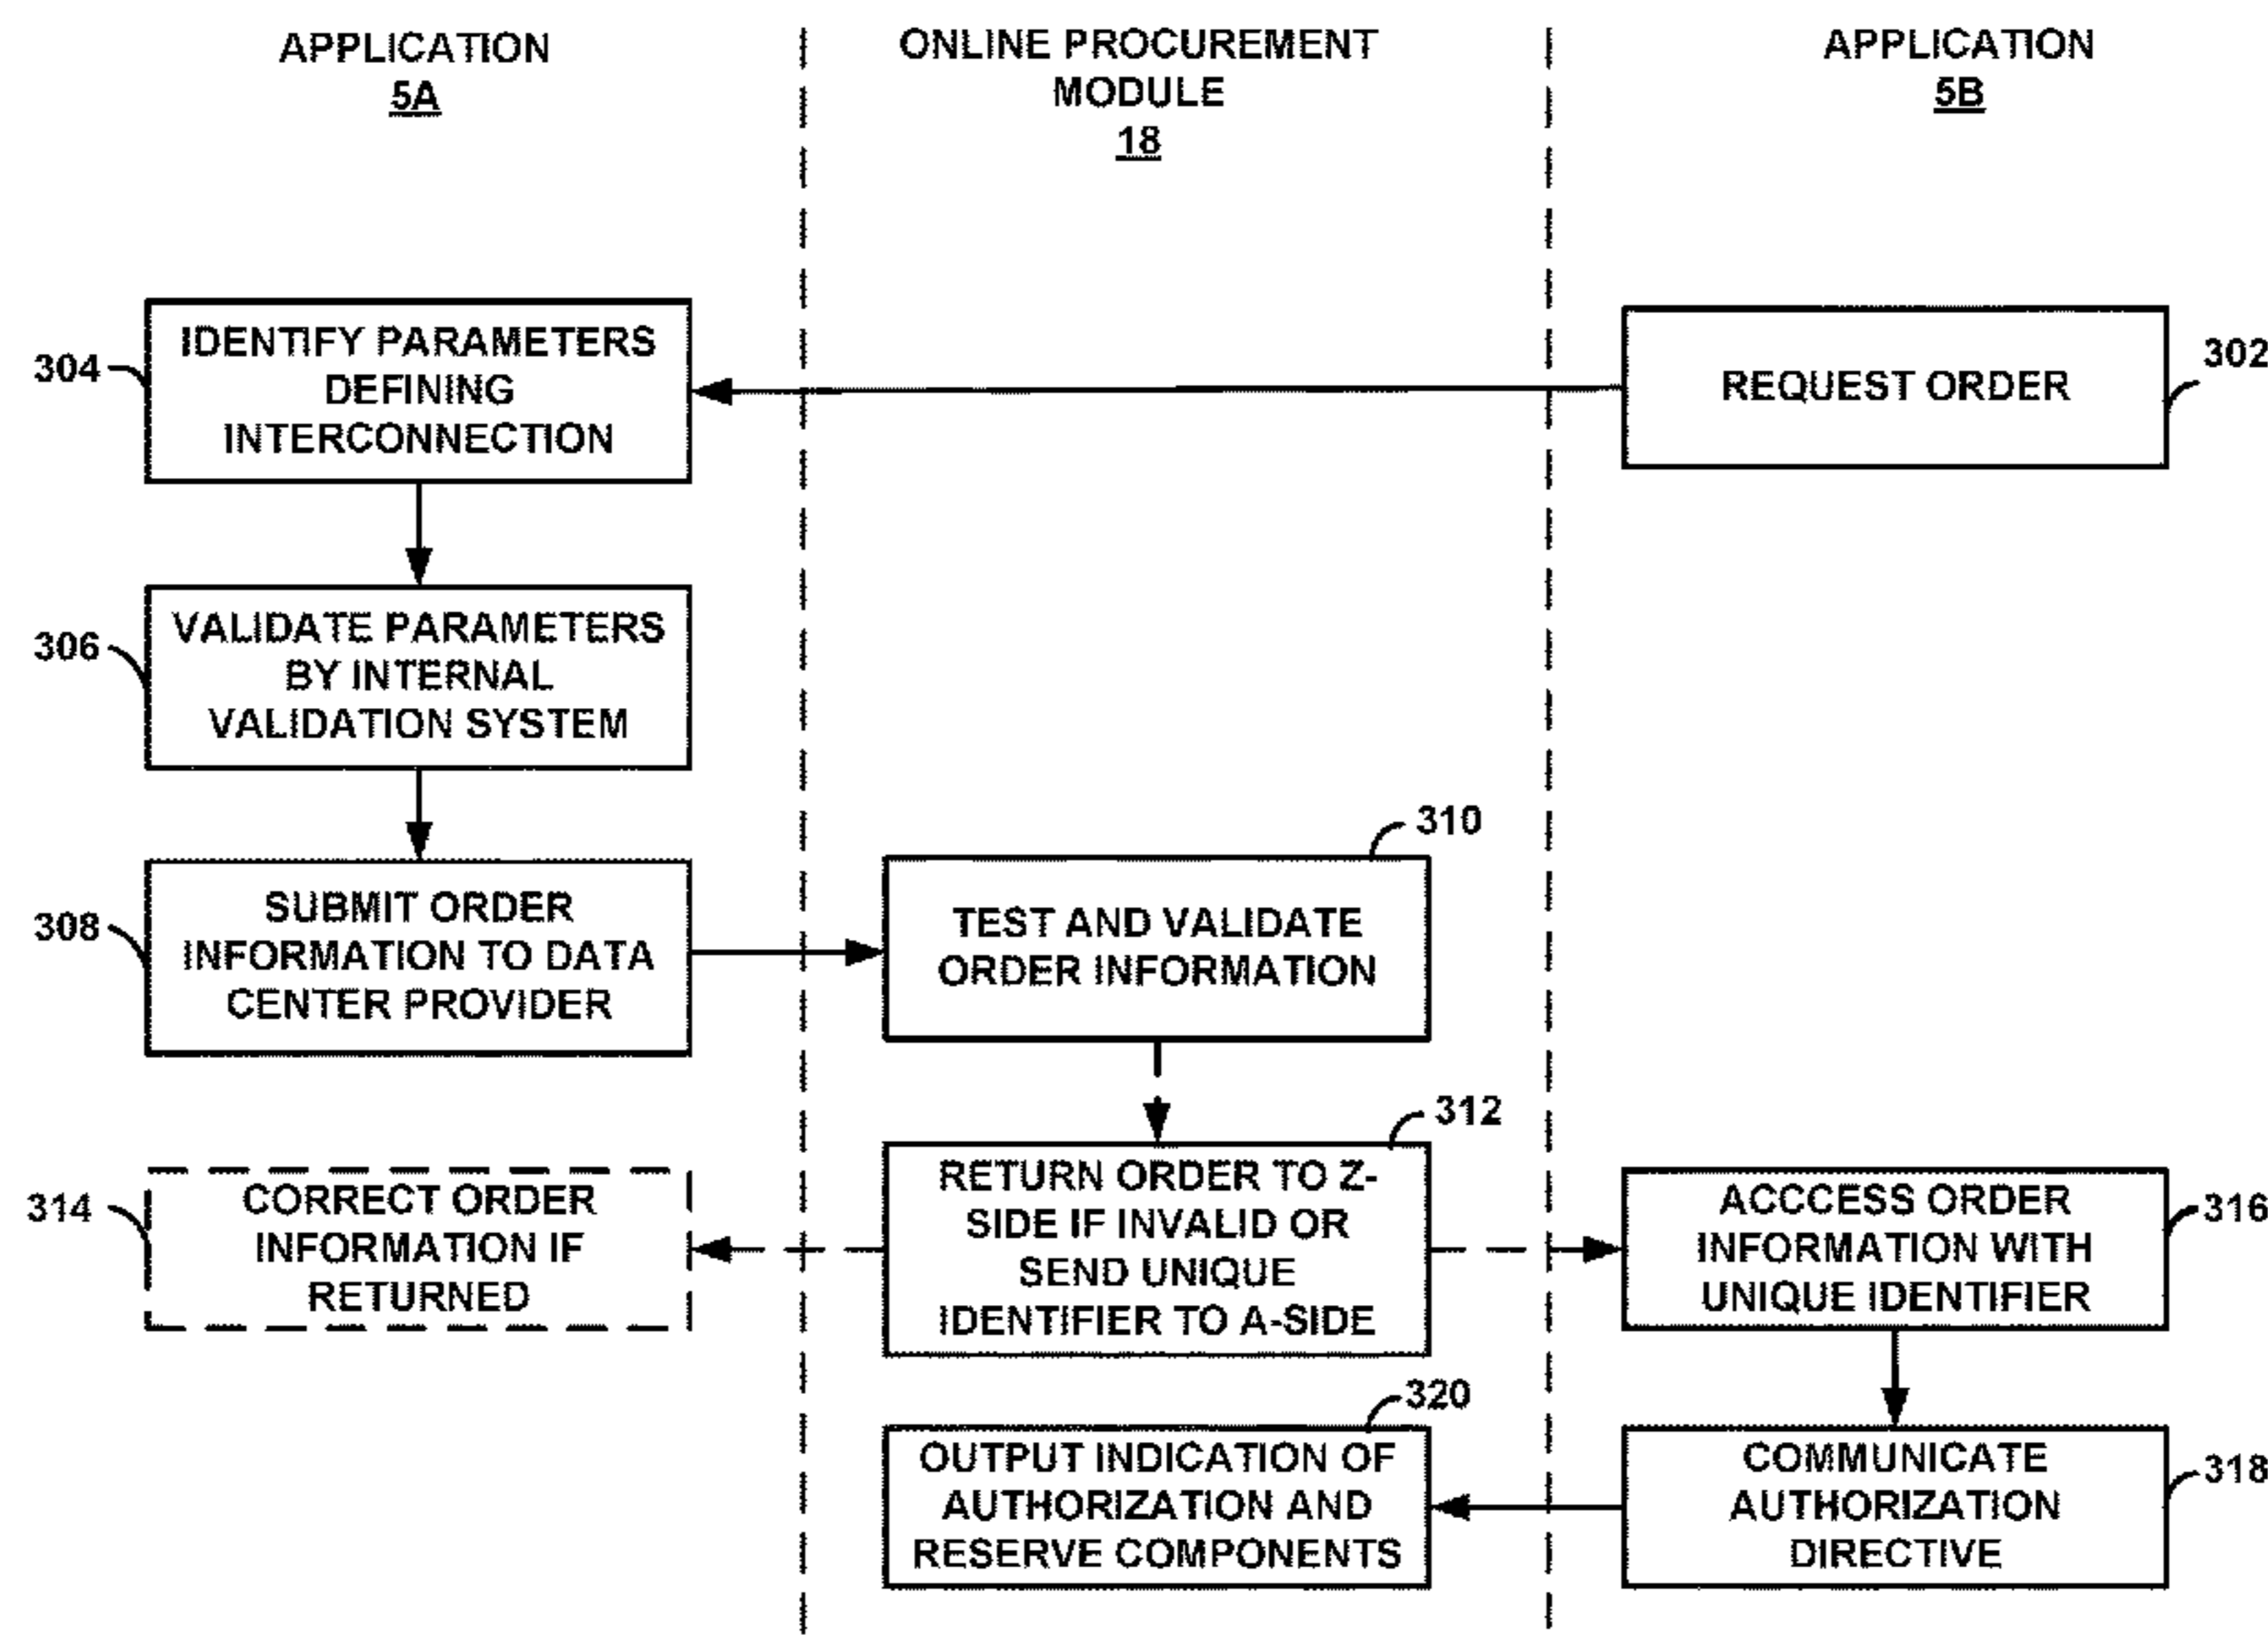 APPLICATION
5A
ONLINE PROCUREMENT
MODULE
18
APPLICATION
5B
304
IDENTIFY PARAMETERS
DEFINING
INTERCONNECTION
REQUEST ORDER
302
306
VALIDATE PARAMETERS
BY INTERNAL
VALIDATION SYSTEM
308
SUBMIT ORDER
INFORMATION TO DATA
CENTER PROVIDER
310
TEST AND VALIDATE
ORDER INFORMATION
312
RETURN ORDER TO Z-
SIDE IF INVALID OR
SEND UNIQUE
IDENTIFIER TO A-SIDE
314
CORRECT ORDER
INFORMATION IF
RETURNED
ACCCESS ORDER
INFORMATION WITH
UNIQUE IDENTIFIER
316
COMMUNICATE
AUTHORIZATION
DIRECTIVE
318
320
OUTPUT INDICATION OF
AUTHORIZATION AND
RESERVE COMPONENTS